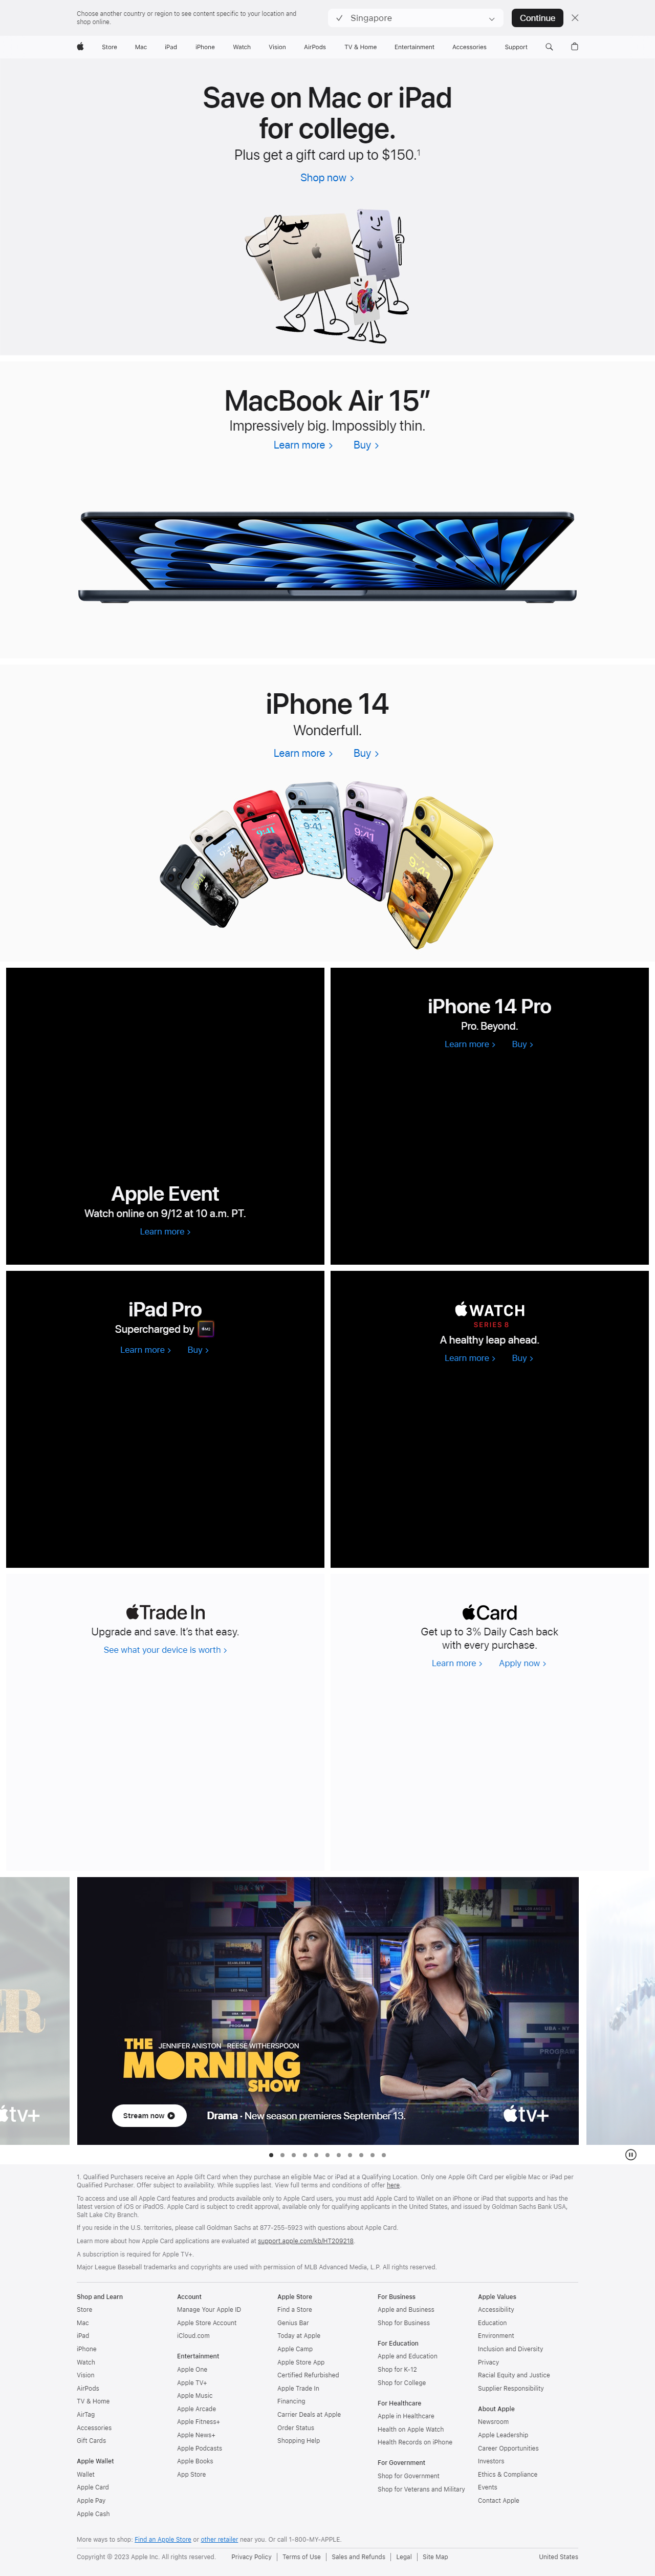 Choose another country or region to see content specific to your location and
shop online.
Singapore
Continue
Store Mac iPad iPhone Watch Vision AirPods TV & Home Entertainment Accessories Support
Save on Mac or iPad
for college.
Plus get a gift card up to $150.1
Shop now
MacBook Air 15”
Impressively big. Impossibly thin.
Learn more Buy
iPhone 14
Wonderfull.
Learn more Buy
9:41
9:41
Apple Event
Watch online on 9/12 at 10 a.m. PT.
Learn more
iPhone 14 Pro
Pro. Beyond.
Learn more Buy
iPad Pro
Supercharged by M2
Learn more Buy
WATCH
SERIES 8
A healthy leap ahead.
Learn more Buy
Trade In
Upgrade and save. It’s that easy.
See what your device is worth
Card
Get up to 3% Daily Cash back
with every purchase.
Learn more Apply now
R
tv+
UBA - NY
UBA - NY
PROGRAM
UBA - NY
PROGRAM
JENNIFER ANISTON REESE WITHERSPOON
THE
MORNING
SHOW
Stream now
Drama · New season premieres September 13.
tv+
1. Qualified Purchasers receive an Apple Gift Card when they purchase an eligible Mac or iPad at a Qualifying Location. Only one Apple Gift Card per eligible Mac or iPad per
Qualified Purchaser. Offer subject to availability. While supplies last. View full terms and conditions of offer here.
To access and use all Apple Card features and products available only to Apple Card users, you must add Apple Card to Wallet on an iPhone or iPad that supports and has the
latest version of iOS or iPadOS. Apple Card is subject to credit approval, available only for qualifying applicants in the United States, and issued by Goldman Sachs Bank USA,
Salt Lake City Branch.
If you reside in the U.S. territories, please call Goldman Sachs at 877-255-5923 with questions about Apple Card.
Learn more about how Apple Card applications are evaluated at support.apple.com/kb/HT209218.
A subscription is required for Apple TV+.
Major League Baseball trademarks and copyrights are used with permission of MLB Advanced Media, L.P. All rights reserved.
Shop and Learn
Store
Mac
iPad
iPhone
Watch
Vision
AirPods
TV & Home
AirTag
Accessories
Gift Cards
Apple Wallet
Wallet
Apple Card
Apple Pay
Apple Cash
Account
Manage Your Apple ID
Apple Store Account
iCloud.com
Entertainment
Apple One
Apple TV+
Apple Music
Apple Arcade
Apple Fitness+
Apple News+
Apple Podcasts
Apple Books
App Store
Apple Store
Find a Store
Genius Bar
Today at Apple
Apple Camp
Apple Store App
Certified Refurbished
Apple Trade In
Financing
Carrier Deals at Apple
Order Status
Shopping Help
For Business
Apple and Business
Shop for Business
For Education
Apple and Education
Shop for K-12
Shop for College
For Healthcare
Apple in Healthcare
Health on Apple Watch
Health Records on iPhone
For Government
Shop for Government
Shop for Veterans and Military
Apple Values
Accessibility
Education
Environment
Inclusion and Diversity
Privacy
Racial Equity and Justice
Supplier Responsibility
About Apple
Newsroom
Apple Leadership
Career Opportunities
Investors
Ethics & Compliance
Events
Contact Apple
More ways to shop: Find an Apple Store or other retailer near you. Or call 1-800-MY-APPLE.
Copyright © 2023 Apple Inc. All rights reserved. Privacy Policy Terms of Use Sales and Refunds Legal Site Map United States